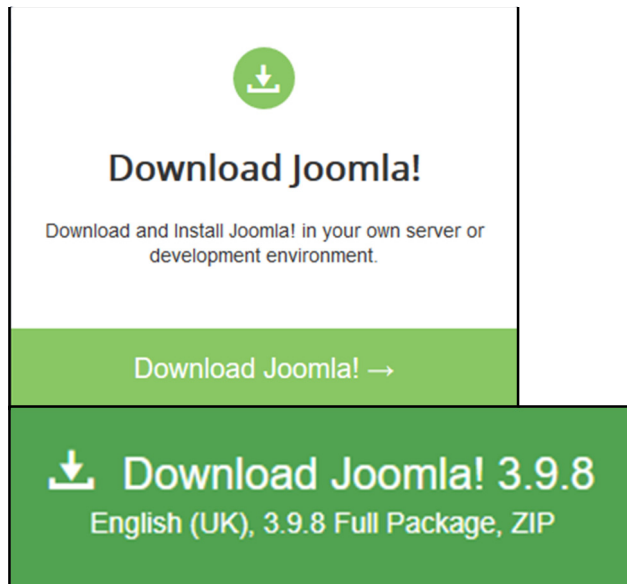 Download Joomla!
Download and Install Joomla! in your own server or
development environment.
Download Joomla! →
Download Joomla! 3.9.8
English (UK), 3.9.8 Full Package, ZIP